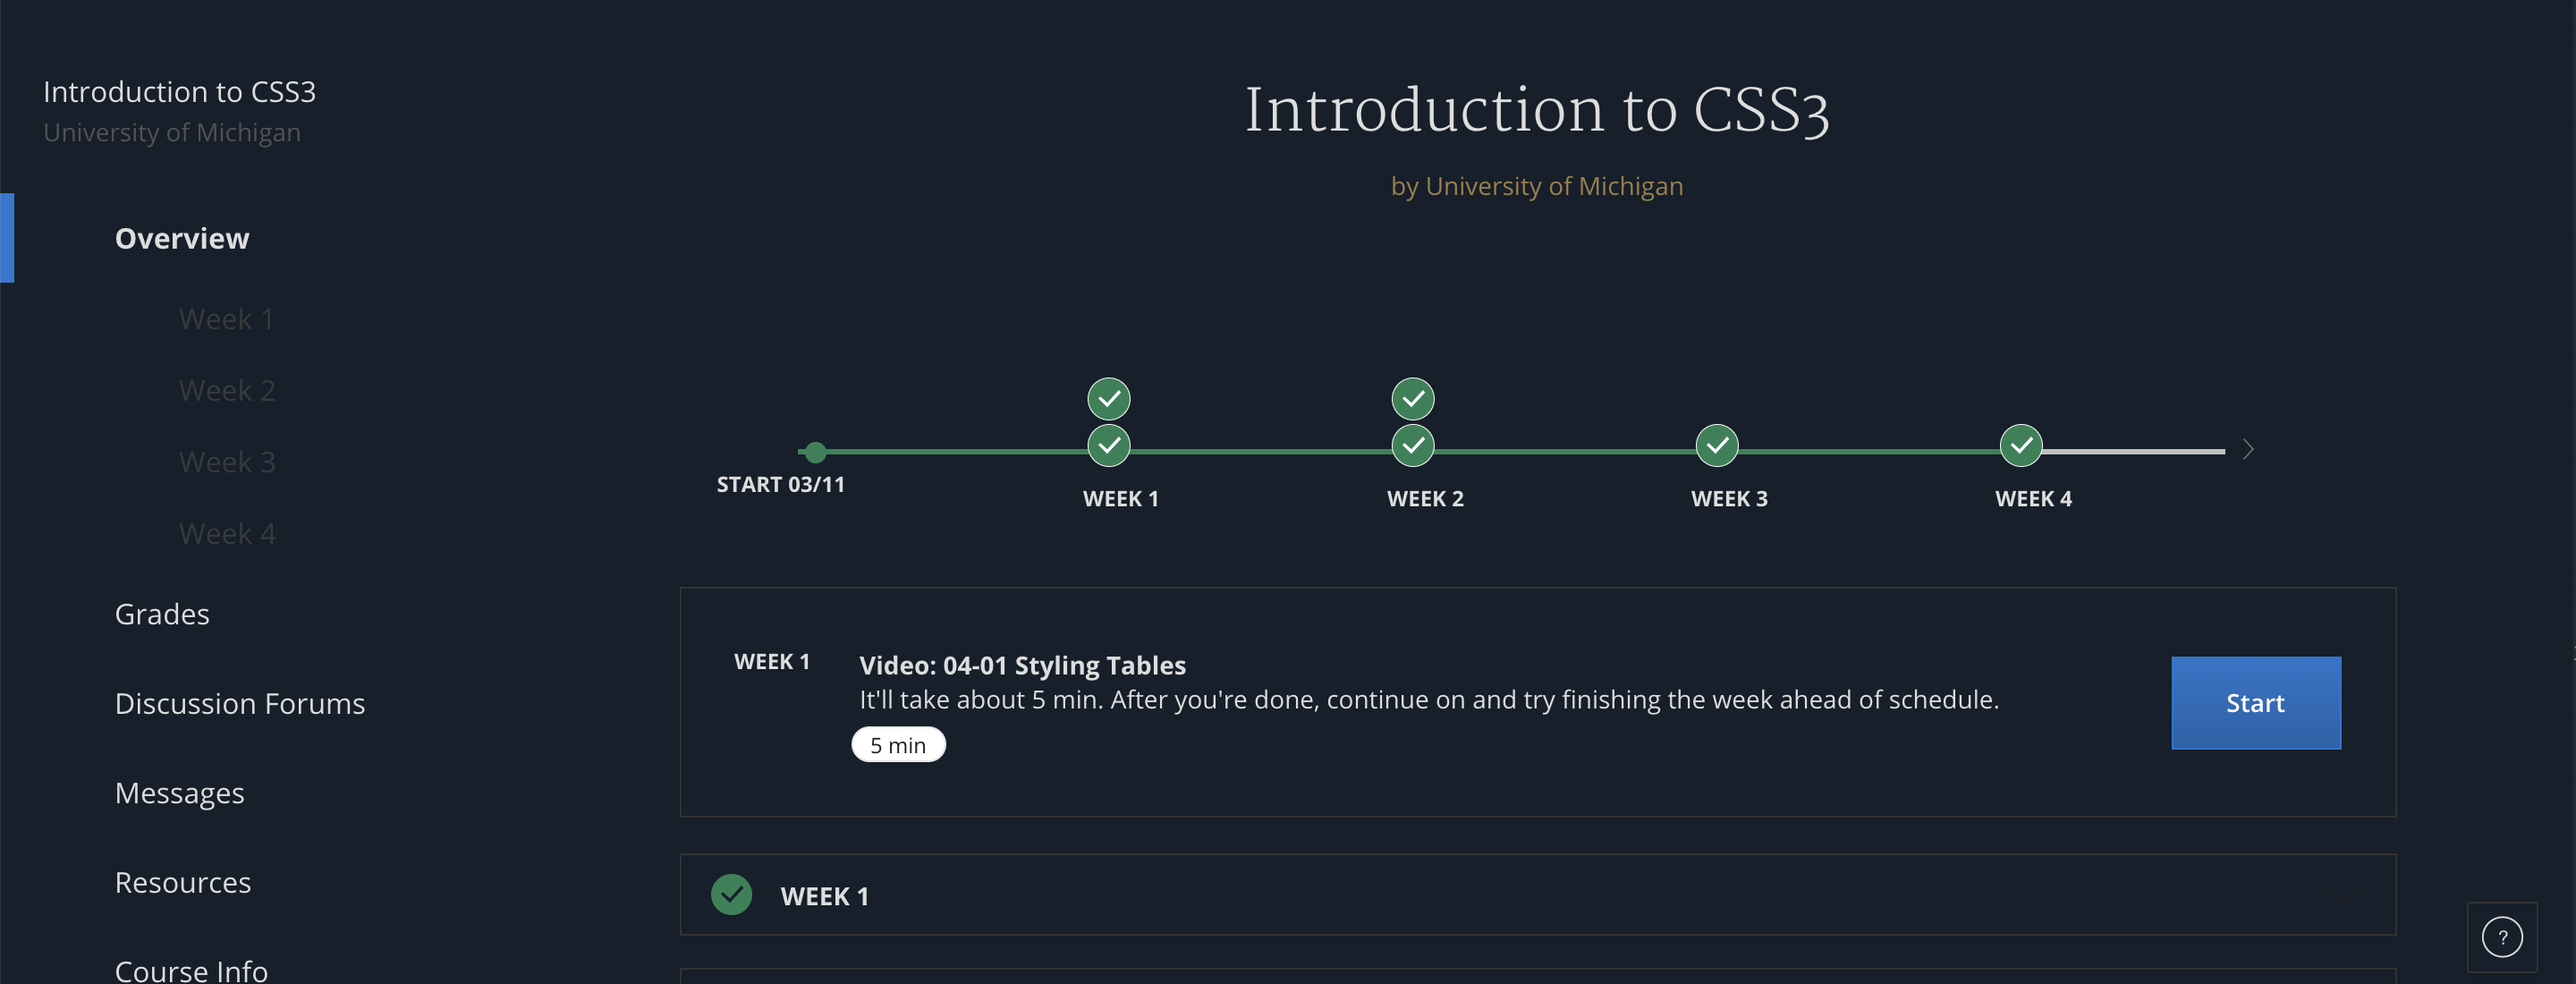 Introduction to CSS3
University of Michigan
Overview
Week 1
Week 2
Week 3
Week 4
Grades
Discussion Forums
Messages
Resources
Course Info
Introduction to CSS3
by University of Michigan
START 03/11
WEEK 1
WEEK 2
WEEK 3
WEEK 4
WEEK 1
Video: 04-01 Styling Tables
It'll take about 5 min. After you're done, continue on and try finishing the week ahead of schedule.
5 min
Start
WEEK 1
?